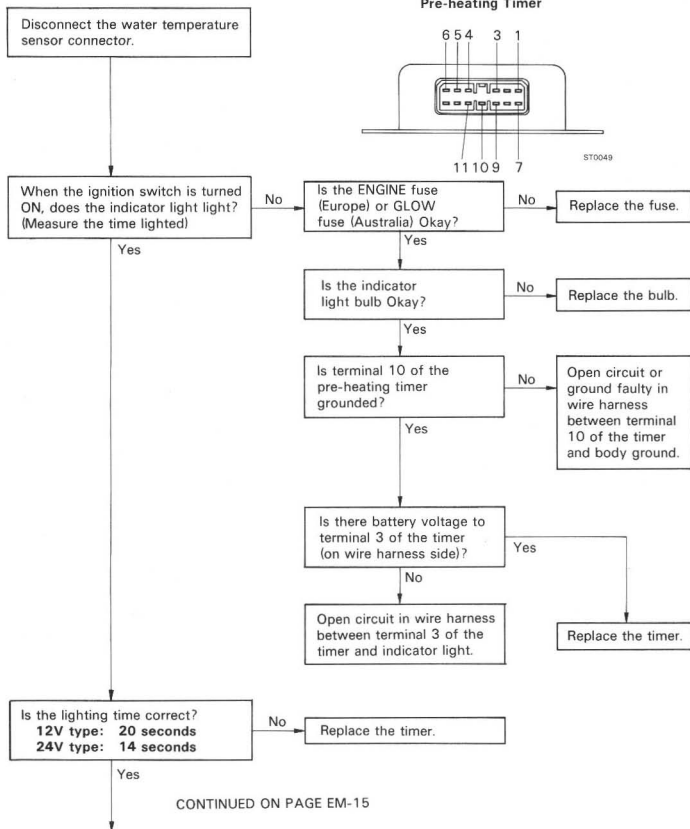 Pre-heating Timer
Disconnect the water temperature
sensor connector.
6 5 4 3 1
11 10 9 7
ST0049
When the ignition switch is turned
ON, does the indicator light light?
(Measure the time lighted)
No
Is the ENGINE fuse
(Europe) or GLOW
fuse (Australia) Okay?
No
Replace the fuse.
Yes
Yes
Is the indicator
light bulb Okay?
No
Replace the bulb.
Yes
Is terminal 10 of the
pre-heating timer
grounded?
No
Open circuit or
ground faulty in
wire harness
between terminal
10 of the timer
and body ground.
Yes
Is there battery voltage to
terminal 3 of the timer
(on wire harness side)?
Yes
No
Open circuit in wire harness
between terminal 3 of the
timer and indicator light.
Replace the timer.
Is the lighting time correct?
12V type: 20 seconds
24V type: 14 seconds
No
Replace the timer.
Yes
CONTINUED ON PAGE EM-15